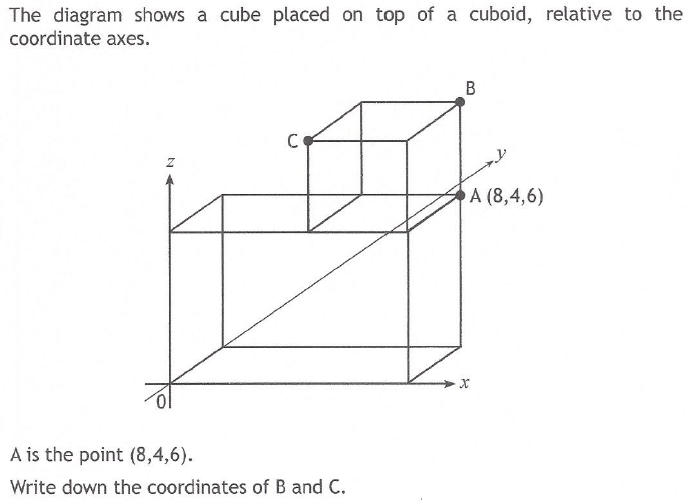 The diagram shows a cube placed on top of a cuboid, relative to the
coordinate axes.
B
C
z
y
A (8,4,6)
x
0
A is the point (8,4,6).
Write down the coordinates of B and C.